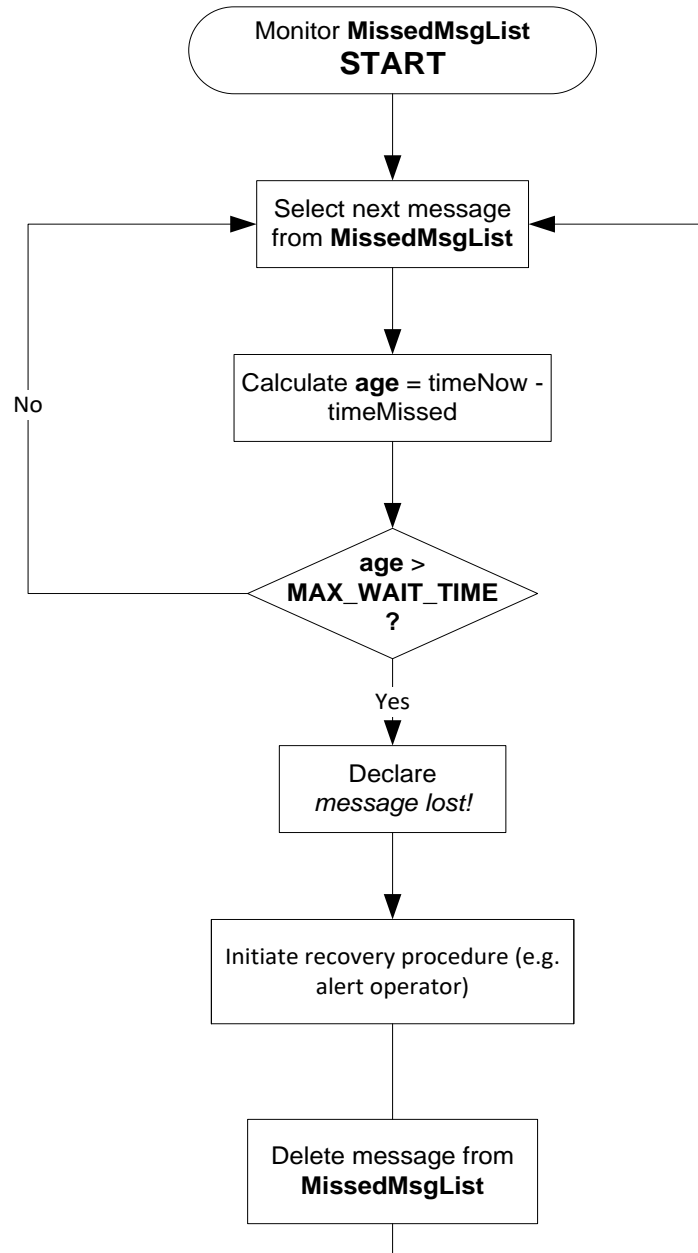 Monitor MissedMsgList
START
Select next message
from MissedMsgList
Calculate age = timeNow -
timeMissed
No
age >
MAX_WAIT_TIME
?
Yes
Declare
message lost!
Initiate recovery procedure (e.g.
alert operator)
Delete message from
MissedMsgList